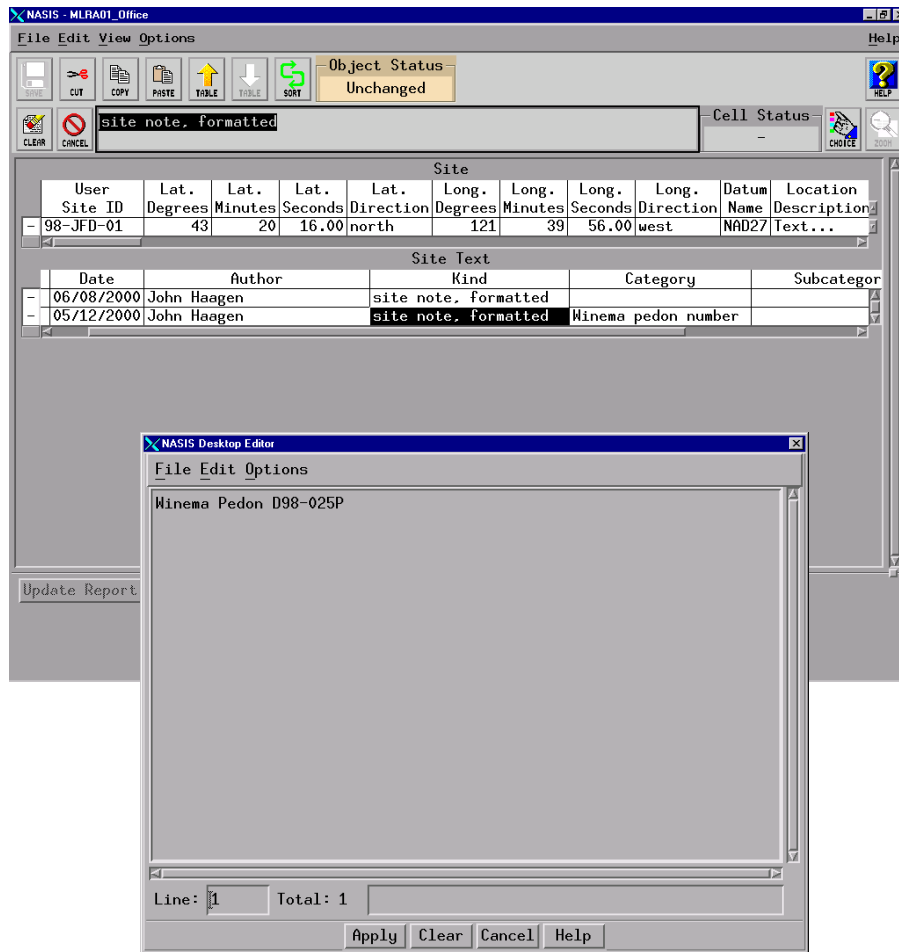 NASIS - MLRA01_Office
File Edit View Options Help
SAVE CUT COPY PASTE TABLE TABLE SORT Object Status Unchanged HELP
CLEAR CANCEL site note, formatted Cell Status - CHOICE ZOOM
Site
User Lat. Lat. Lat. Lat. Long. Long. Long. Long. Datum Location
Site ID Degrees Minutes Seconds Direction Degrees Minutes Seconds Direction Name Description
- 98-JFD-01 43 20 16.00 north 121 39 56.00 west NAD27 Text...
Site Text
Date Author Kind Category Subcategor
- 06/08/2000 John Haagen site note, formatted
- 05/12/2000 John Haagen site note, formatted Winema pedon number
NASIS Desktop Editor
File Edit Options
Winema Pedon D98-025P
Update Report
Line: 1 Total: 1
Apply Clear Cancel Help